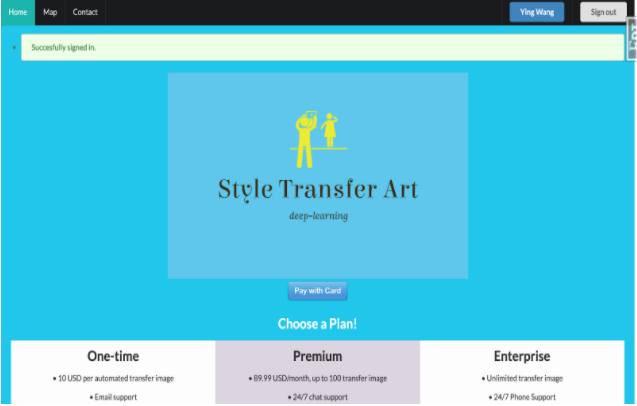 Home Map Contact Ying Wang Sign out
Succesfully signed in.
Style Transfer Art
deep-learning
Pay with Card
Choose a Plan!
One-time Premium Enterprise
• 10 USD per automated transfer image • 89.99 USD/month, up to 100 transfer image • Unlimited transfer image
• Email support • 24/7 chat support • 24/7 Phone Support